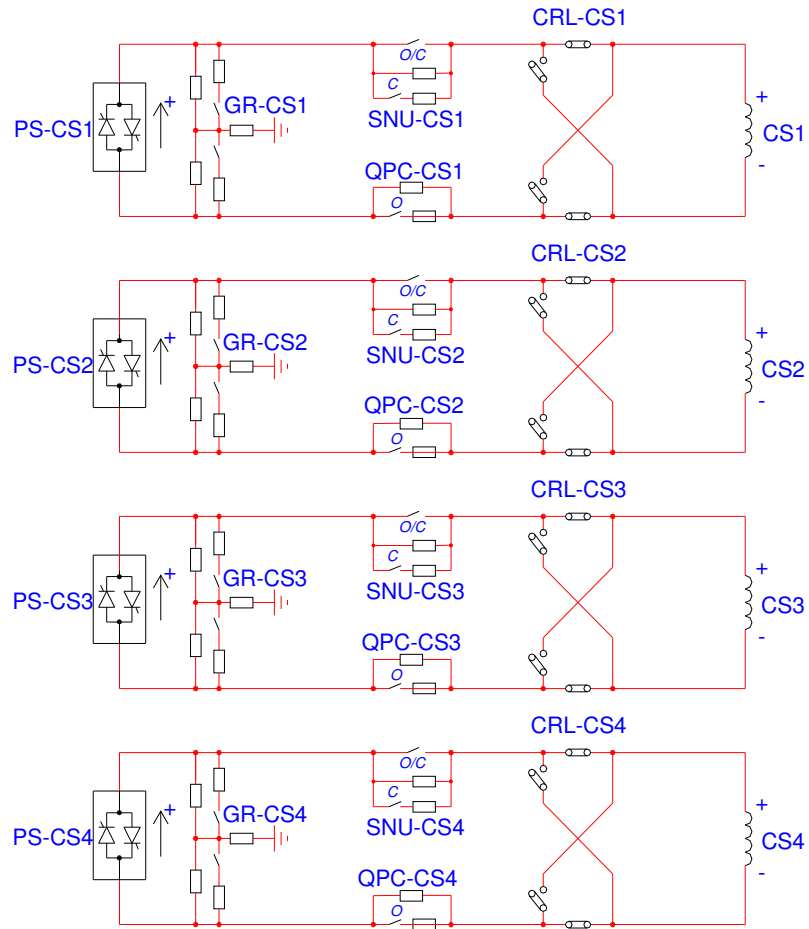 CRL-CS1
O/C
+
C
GR-CS1
+
PS-CS1
SNU-CS1
CS1
QPC-CS1
-
O
CRL-CS2
O/C
+
C
+
GR-CS2
SNU-CS2
PS-CS2
CS2
QPC-CS2
-
O
CRL-CS3
O/C
+
C
+
GR-CS3
SNU-CS3
PS-CS3
CS3
QPC-CS3
-
O
CRL-CS4
O/C
+
C
+
GR-CS4
SNU-CS4
PS-CS4
CS4
QPC-CS4
-
O